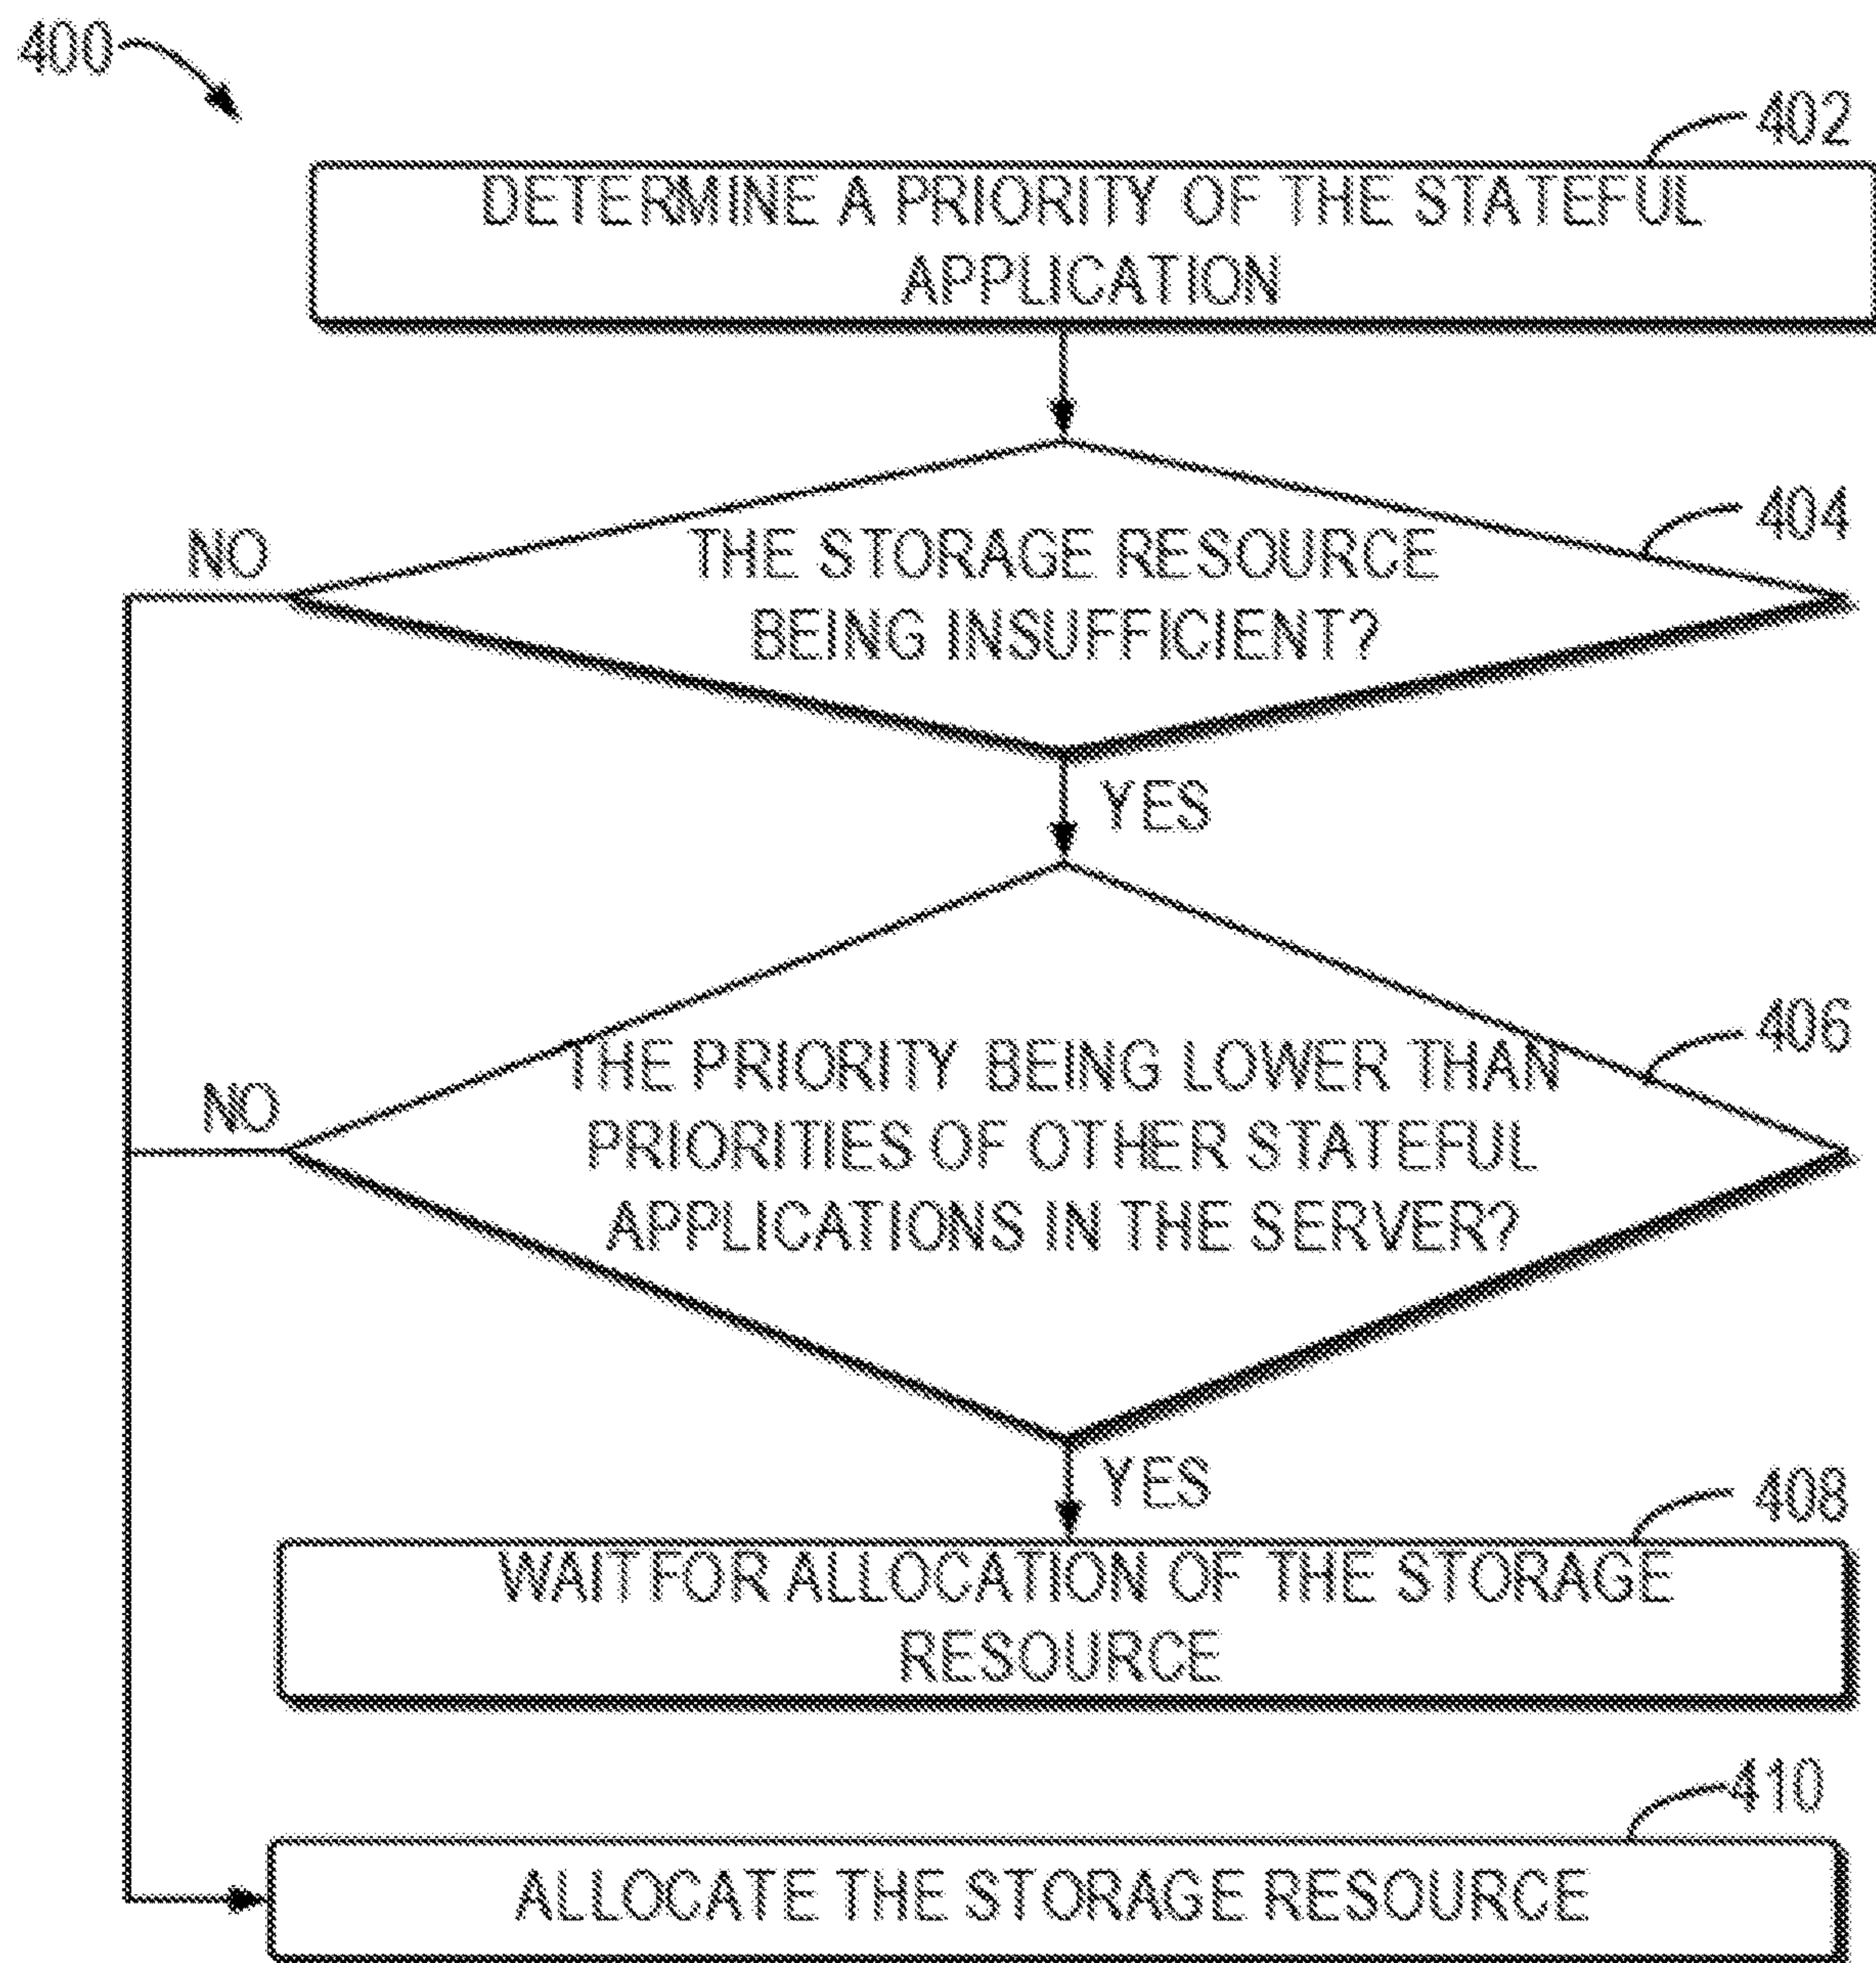 400
402
DETERMINE A PRIORITY OF THE STATEFUL
APPLICATION
404
NO
THE STORAGE RESOURCE
BEING INSUFFICIENT?
YES
406
THE PRIORITY BEING LOWER THAN
NO
PRIORITIES OF OTHER STATEFUL
APPLICATIONS IN THE SERVER?
YES
408
WAIT FOR ALLOCATION OF THE STORAGE
RESOURCE
410
ALLOCATE THE STORAGE RESOURCE